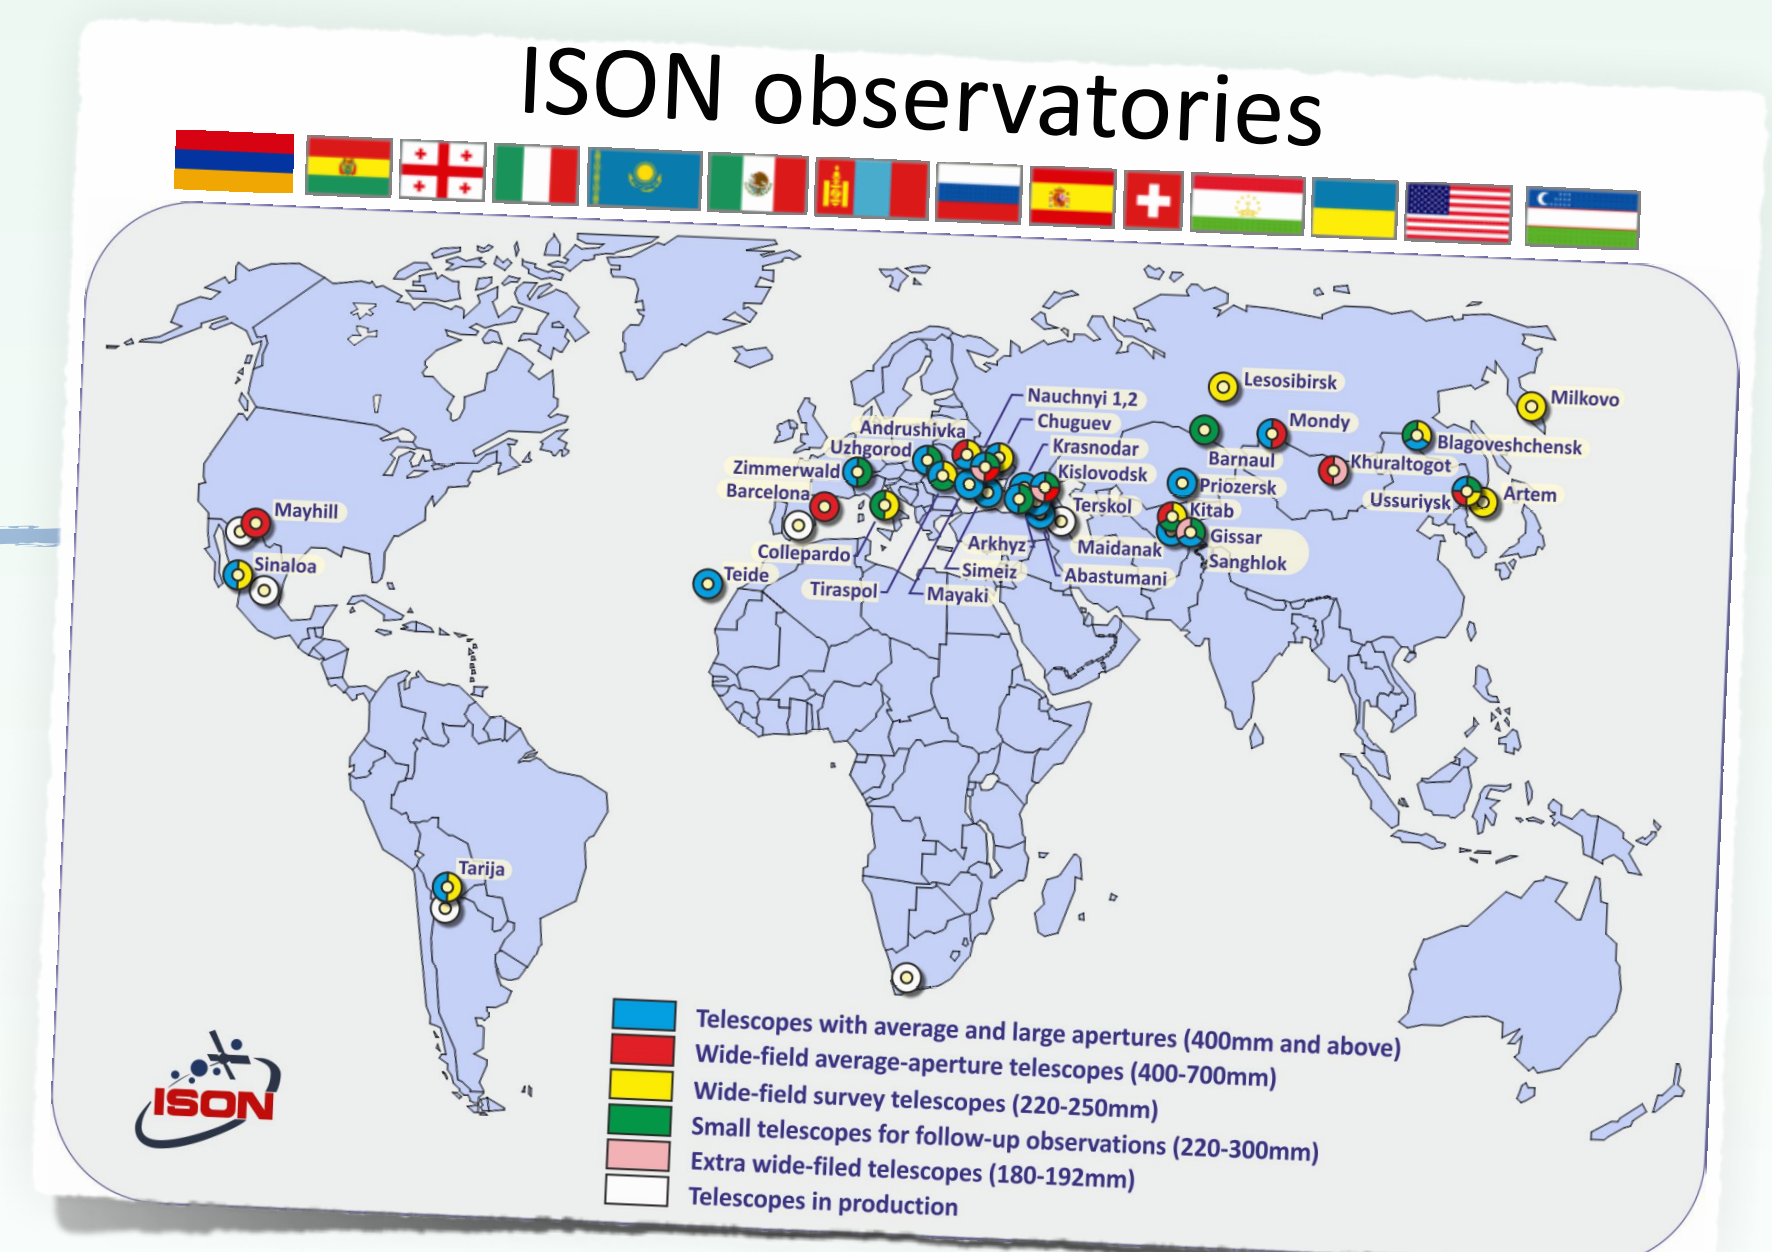 ISON observatories
Lesosibirsk
Milkovo
Nauchnyi 1,2
Chuguev
Mondy
Andrushivka
Krasnodar
Blagoveshchensk
Uzhgorod
Barnaul
Khuraltogot
Zimmerwald
Kislovodsk
Priozersk
Barcelona
Ussuriysk
Artem
Mayhill
Terskol
Kitab
Gissar
Collepardo
Arkhyz
Maidanak
Sanghlok
Sinaloa
Teide
Simeiz
Abastumani
Tiraspol
Mayaki
Tarija
Telescopes with average and large apertures (400mm and above)
Wide-field average-aperture telescopes (400-700mm)
Wide-field survey telescopes (220-250mm)
Small telescopes for follow-up observations (220-300mm)
Extra wide-filed telescopes (180-192mm)
Telescopes in production
ISON